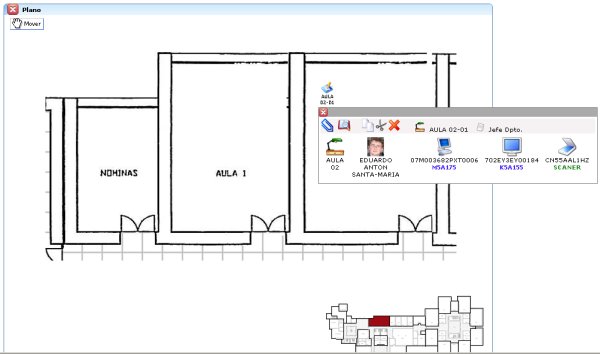 Plano
Mover
AULA
02-01
AULA 02-01 Jefe Dpto.
AULA
02
EDUARDO
ANTON
SANTA-MARIA
07M003682PXT0006
NSA175
702EY3EY00184
KSA155
CN55AAL1HZ
SCANER
NOMINAS
AULA 1